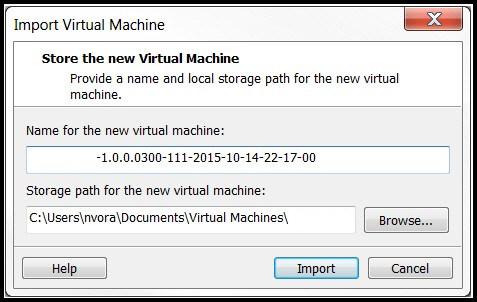 Import Virtual Machine
Store the new Virtual Machine
Provide a name and local storage path for the new virtual
machine.
Name for the new virtual machine:
-1.0.0.0300-111-2015-10-14-22-17-00
Storage path for the new virtual machine:
C:\Users\nvora\Documents\Virtual Machines\
Browse...
Help
Import
Cancel